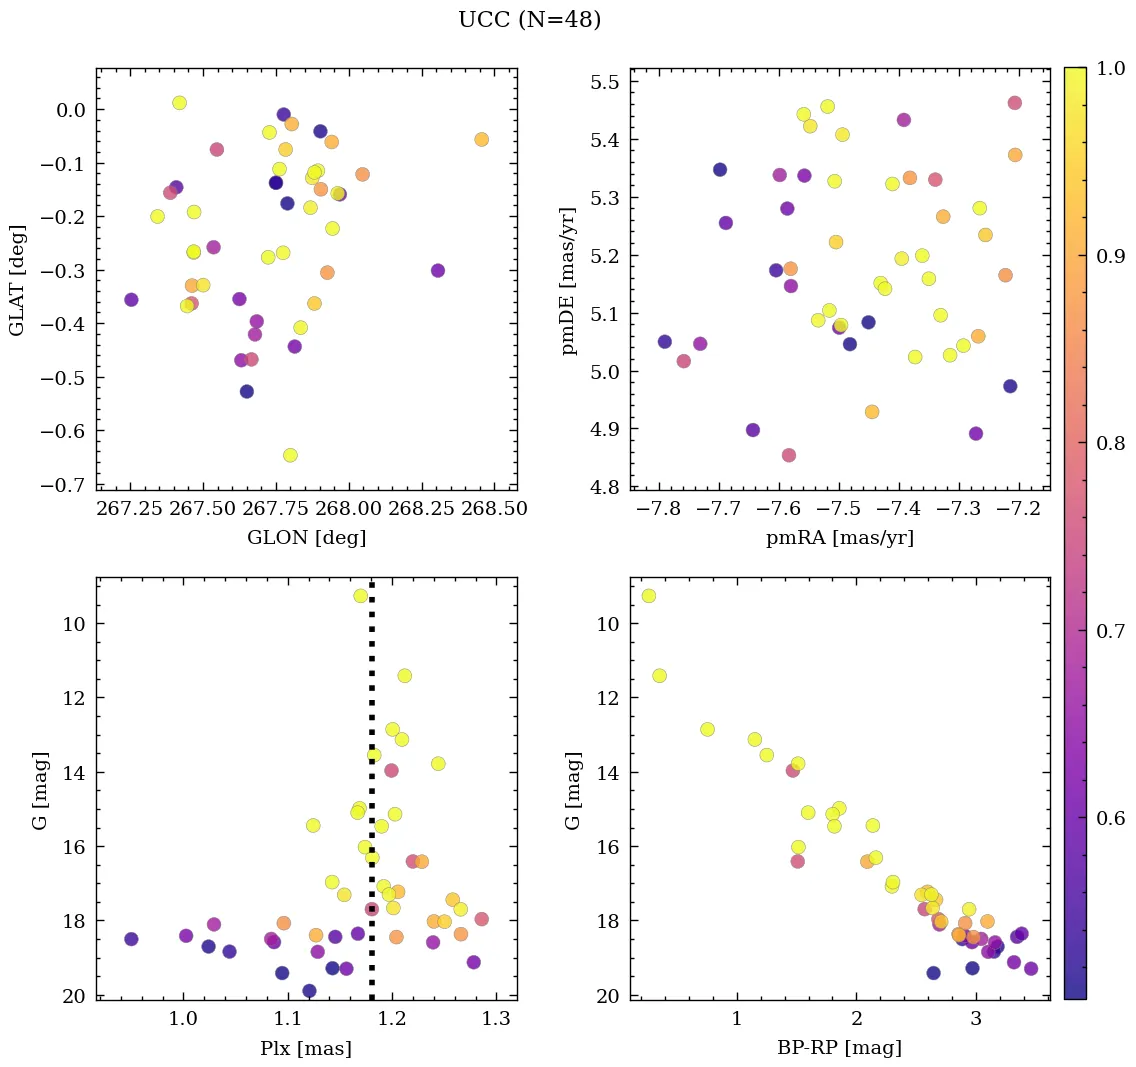 UCC (N=48)
0.0
−0.1
−0.2
−0.3
−0.4
−0.5
−0.6
−0.7
GLAT [deg]
267.25 267.50 267.75 268.00 268.25 268.50
GLON [deg]
5.5
5.4
5.3
5.2
5.1
5.0
4.9
4.8
pmDE [mas/yr]
−7.8 −7.7 −7.6 −7.5 −7.4 −7.3 −7.2
pmRA [mas/yr]
1.0
0.9
0.8
0.7
0.6
10
12
14
16
18
20
G [mag]
1.0 1.1 1.2 1.3
Plx [mas]
10
12
14
16
18
20
G [mag]
1 2 3
BP-RP [mag]